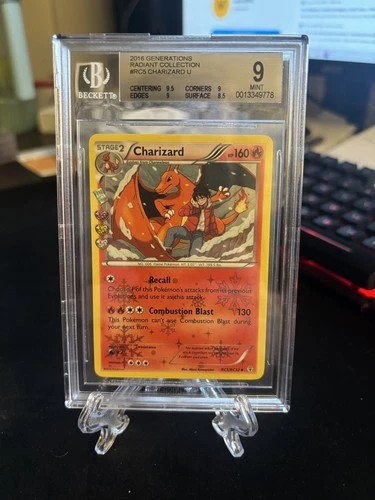 2016 GENERATIONS
RADIANT COLLECTION
#RC5 CHARIZARD U
CENTERING 9.5 CORNERS 9
EDGES 9 SURFACE 8.5
BECKETT
9
MINT
0013349778
STAGE 2
Charizard
HP 160
Recall
Choose 1 of this Pokémon's attacks from its previous
Evolutions and use it as this attack.
Combustion Blast 130
This Pokémon can't use Combustion Blast during
your next turn.